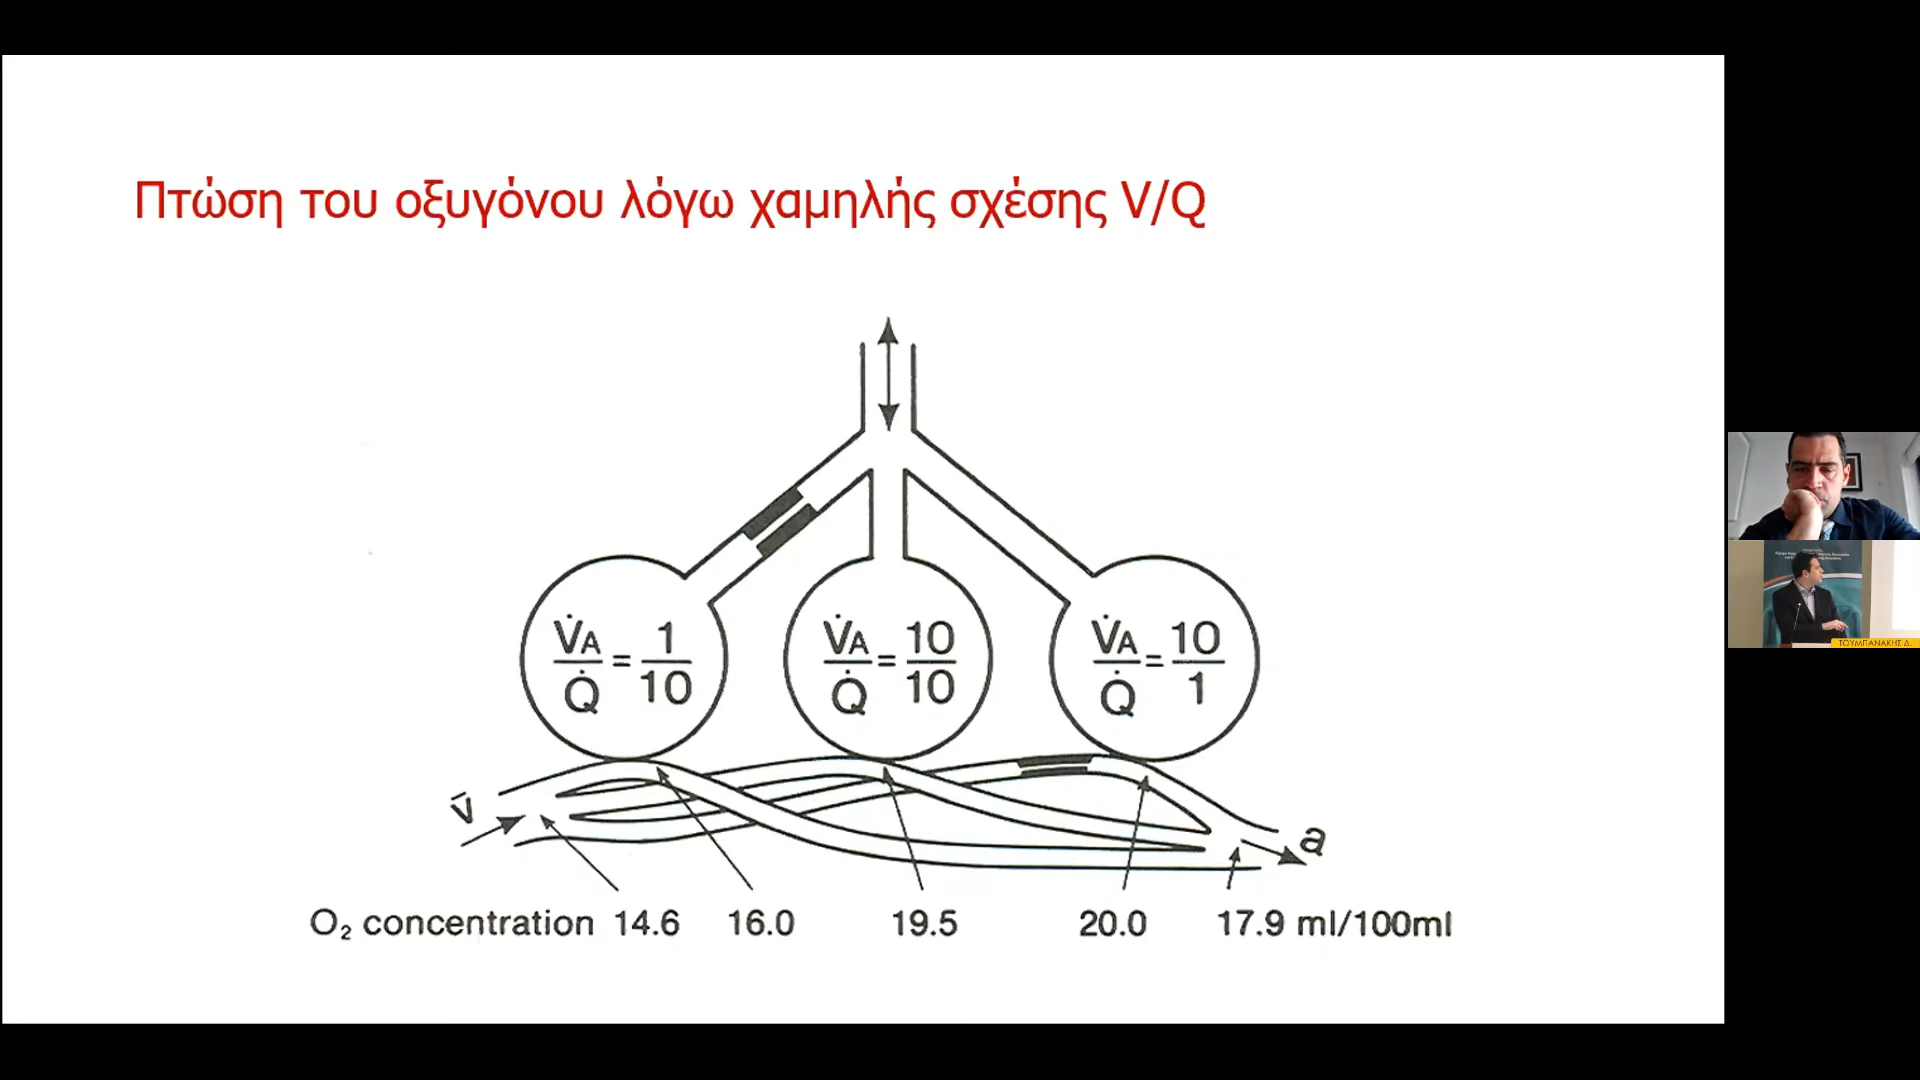 Πτώση του οξυγόνου λόγω χαμηλής σχέσης V/Q
V̇A/Q̇ = 1/10
V̇A/Q̇ = 10/10
V̇A/Q̇ = 10/1
v̄
a
O₂ concentration 14.6 16.0 19.5 20.0 17.9 ml/100ml
ΤΟΥΜΠΑΝΑΚΗΣ Δ.